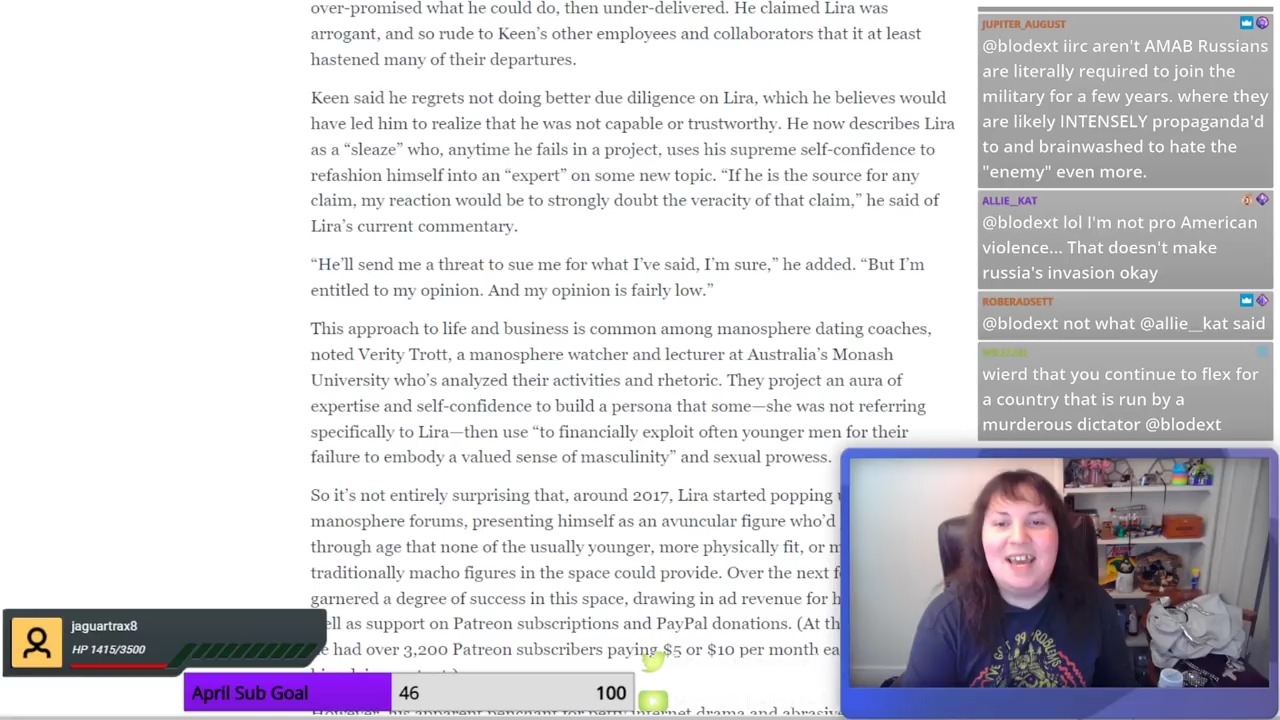 over-promised what he could do, then under-delivered. He claimed Lira was
arrogant, and so rude to Keen's other employees and collaborators that it at least
hastened many of their departures.
Keen said he regrets not doing better due diligence on Lira, which he believes would
have led him to realize that he was not capable or trustworthy. He now describes Lira
as a “sleaze” who, anytime he fails in a project, uses his supreme self-confidence to
refashion himself into an “expert” on some new topic. “If he is the source for any
claim, my reaction would be to strongly doubt the veracity of that claim,” he said of
Lira's current commentary.
“He'll send me a threat to sue me for what I've said, I'm sure,” he added. “But I'm
entitled to my opinion. And my opinion is fairly low.”
This approach to life and business is common among manosphere dating coaches,
noted Verity Trott, a manosphere watcher and lecturer at Australia's Monash
University who's analyzed their activities and rhetoric. They project an aura of
expertise and self-confidence to build a persona that some—she was not referring
specifically to Lira—then use “to financially exploit often younger men for their
failure to embody a valued sense of masculinity” and sexual prowess.
So it's not entirely surprising that, around 2017, Lira started popping
manosphere forums, presenting himself as an avuncular figure who'd
through age that none of the usually younger, more physically fit, or
traditionally macho figures in the space could provide. Over the next
garnered a degree of success in this space, drawing in ad revenue for
as support on Patreon subscriptions and PayPal donations. (At
had over 3,200 Patreon subscribers paying $5 or $10 per month
However, his apparent penchant for petty internet drama and
JUPITER_AUGUST
@blodext iirc aren't AMAB Russians
are literally required to join the
military for a few years. where they
are likely INTENSELY propaganda'd
to and brainwashed to hate the
"enemy" even more.
ALLIE__KAT
@blodext lol I'm not pro American
violence... That doesn't make
russia's invasion okay
ROBERADSETT
@blodext not what @allie__kat said
wierd that you continue to flex for
a country that is run by a
murderous dictator @blodext
jaguartrax8
HP 1415/3500
April Sub Goal 46 100